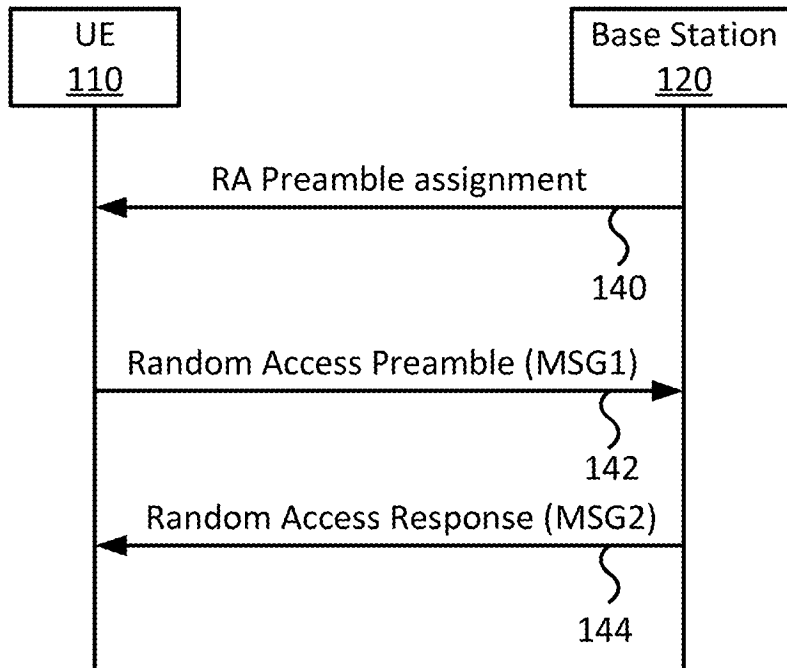 UE
110
Base Station
120
RA Preamble assignment
140
Random Access Preamble (MSG1)
142
Random Access Response (MSG2)
144